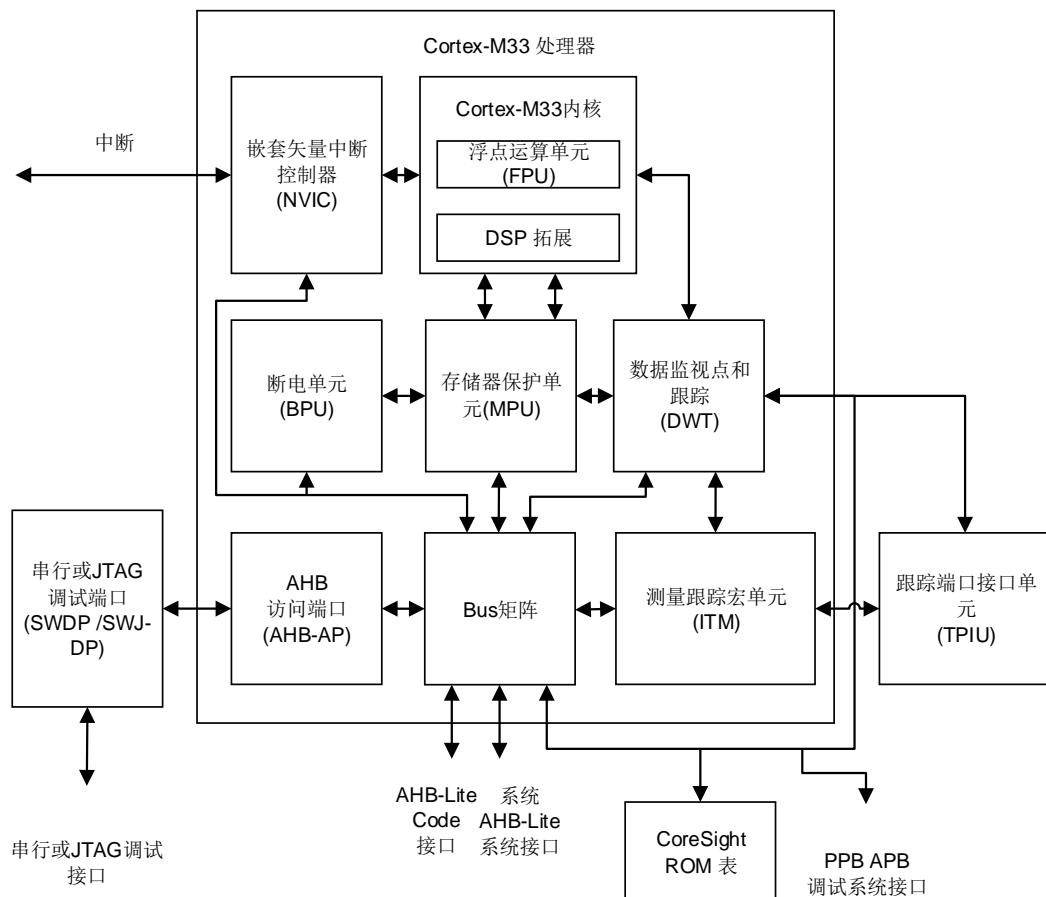 Cortex-M33 处理器
中断
嵌套矢量中断
控制器
(NVIC)
Cortex-M33内核
浮点运算单元
(FPU)
DSP 拓展
断电单元
(BPU)
存储器保护单
元(MPU)
数据监视点和
跟踪
(DWT)
串行或JTAG
调试端口
(SWDP /SWJ-
DP)
AHB
访问端口
(AHB-AP)
Bus矩阵
测量跟踪宏单元
(ITM)
跟踪端口接口单
元
(TPIU)
串行或JTAG调试
接口
AHB-Lite
Code
接口
系统
AHB-Lite
系统接口
CoreSight
ROM 表
PPB APB
调试系统接口